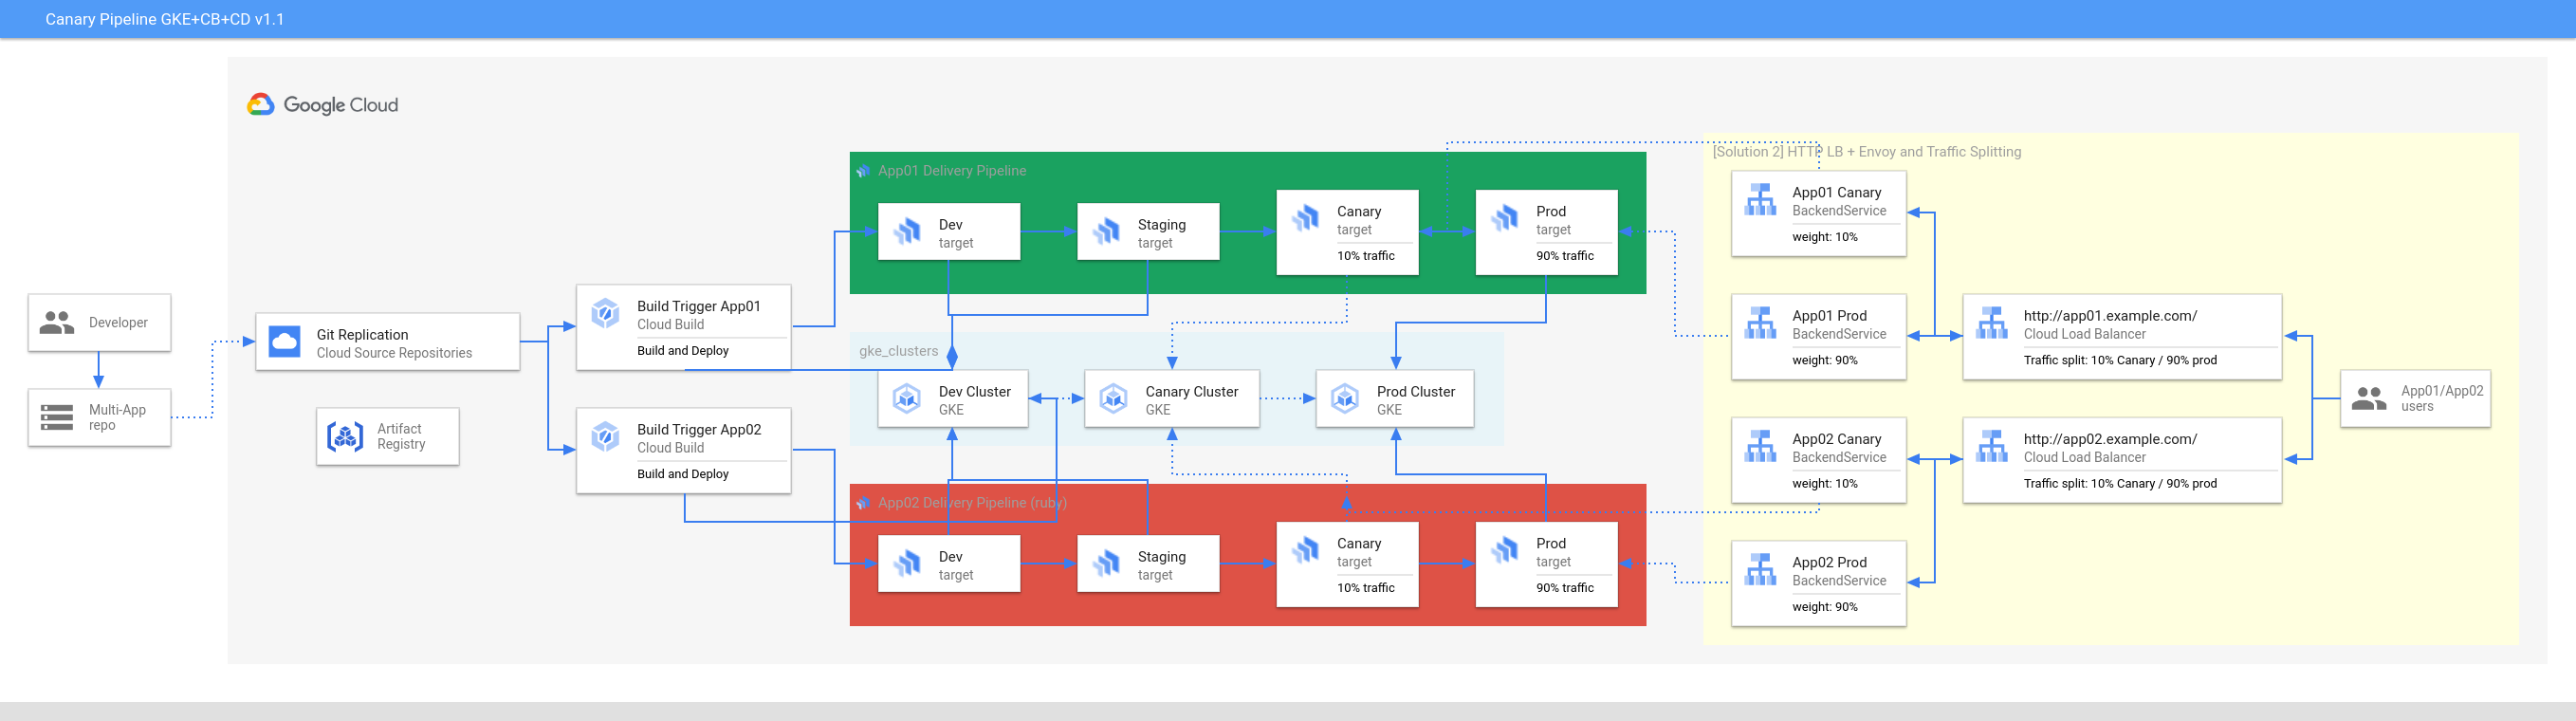 Canary Pipeline GKE+CB+CD v1.1
Google Cloud
Developer
Multi-App
repo
Git Replication
Cloud Source Repositories
Artifact
Registry
Build Trigger App01
Cloud Build
Build and Deploy
Build Trigger App02
Cloud Build
Build and Deploy
App01 Delivery Pipeline
Dev
target
Staging
target
Canary
target
10% traffic
Prod
target
90% traffic
gke_clusters
Dev Cluster
GKE
Canary Cluster
GKE
Prod Cluster
GKE
App02 Delivery Pipeline (ruby)
Dev
target
Staging
target
Canary
target
10% traffic
Prod
target
90% traffic
[Solution 2] HTTP LB + Envoy and Traffic Splitting
App01 Canary
BackendService
weight: 10%
App01 Prod
BackendService
weight: 90%
App02 Canary
BackendService
weight: 10%
App02 Prod
BackendService
weight: 90%
http://app01.example.com/
Cloud Load Balancer
Traffic split: 10% Canary / 90% prod
http://app02.example.com/
Cloud Load Balancer
Traffic split: 10% Canary / 90% prod
App01/App02
users